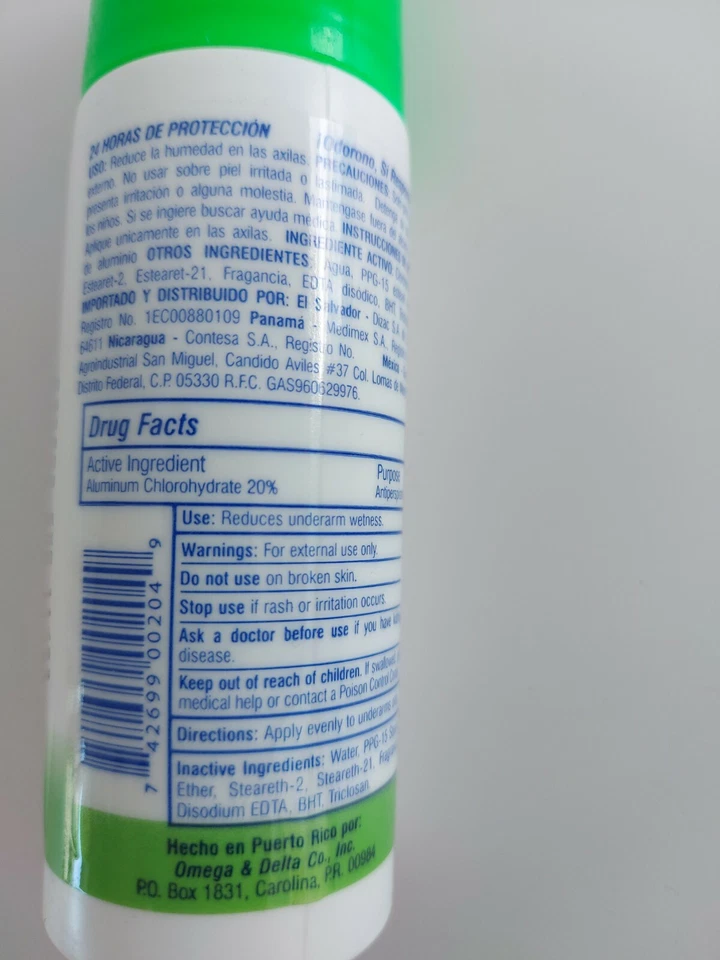 24 HORAS DE PROTECCIÓN ¡Odorono, Sí
USO: Reduce la humedad en las axilas. PRECAUCIONES:
externo. No usar sobre piel irritada o lastimada.
presenta irritación o alguna molestia. Manténgase fuera
los niños. Si se ingiere buscar ayuda médica. INSTRUCCIONES
Aplique unicamente en las axilas. INGREDIENTE ACTIVO:
de aluminio OTROS INGREDIENTES: Agua, PPG-15
Estearet-2, Estearet-21, Fragancia, EDTA disódico, BHT,
IMPORTADO Y DISTRIBUIDO POR: El Salvador - Dizac S.A.
Registro No. 1EC00880109 Panamá - Medimex S.A.
64611 Nicaragua - Contesa S.A., Registro No. Mexico
Agroindustrial San Miguel, Candido Aviles #37 Col. Lomas de
Distrito Federal, C.P. 05330 R.F.C. GAS960629976.
Drug Facts
Active Ingredient Purpose
Aluminum Chlorohydrate 20%
Use: Reduces underarm wetness.
Warnings: For external use only.
Do not use on broken skin.
Stop use if rash or irritation occurs.
Ask a doctor before use if you have
disease.
Keep out of reach of children. If swallowed,
medical help or contact a Poison Control
Directions: Apply evenly to underarms
Inactive Ingredients: Water, PPG-15
Ether, Steareth-2, Steareth-21,
Disodium EDTA, BHT, Triclosan
7 42699 00204 9
Hecho en Puerto Rico por:
Omega & Delta Co., Inc.
P.O. Box 1831, Carolina, P.R. 00984